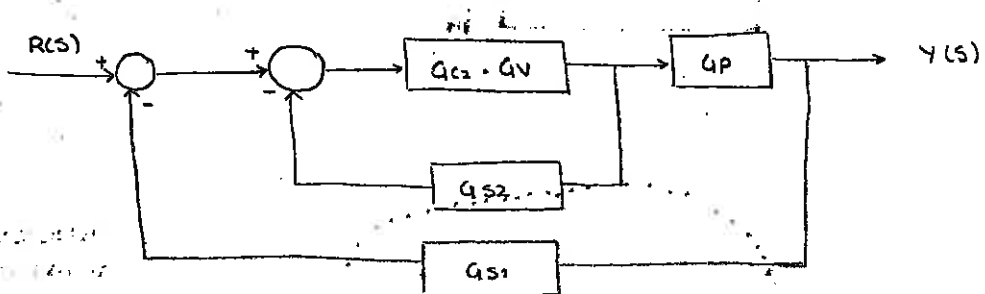 R(S)
+
-
+
-
GC2 . GV
GP
Y(S)
GS2
GS1